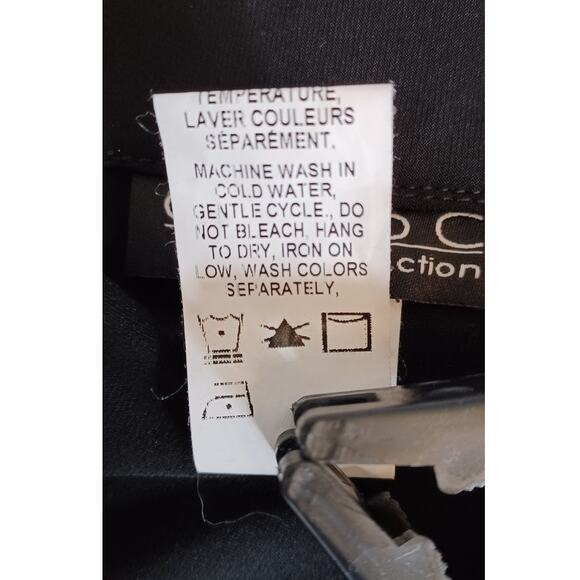 TEMPERATURE,
LAVER COULEURS
SÉPARÉMENT.
MACHINE WASH IN
COLD WATER,
GENTLE CYCLE., DO
NOT BLEACH, HANG
TO DRY, IRON ON
LOW, WASH COLORS
SEPARATELY,
ction